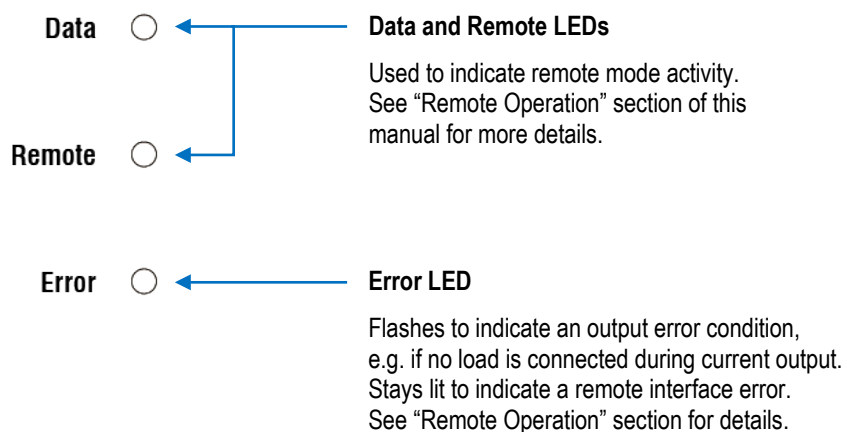 Data
Data and Remote LEDs
Used to indicate remote mode activity.
See “Remote Operation” section of this
manual for more details.
Remote
Error
Error LED
Flashes to indicate an output error condition,
e.g. if no load is connected during current output.
Stays lit to indicate a remote interface error.
See “Remote Operation” section for details.